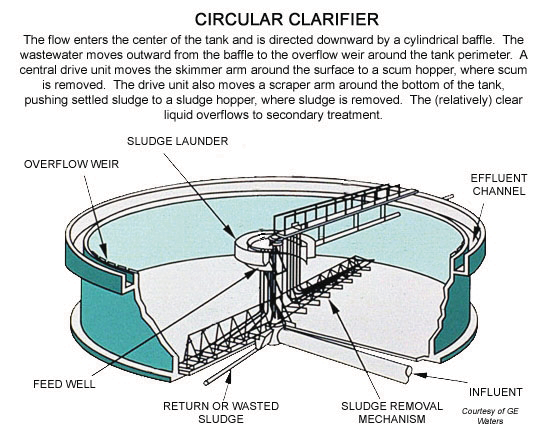 CIRCULAR CLARIFIER
The flow enters the center of the tank and is directed downward by a cylindrical baffle. The
wastewater moves outward from the baffle to the overflow weir around the tank perimeter. A
central drive unit moves the skimmer arm around the surface to a scum hopper, where scum
is removed. The drive unit also moves a scraper arm around the bottom of the tank,
pushing settled sludge to a sludge hopper, where sludge is removed. The (relatively) clear
liquid overflows to secondary treatment.
SLUDGE LAUNDER
OVERFLOW WEIR
EFFLUENT
CHANNEL
FEED WELL
RETURN OR WASTED
SLUDGE
SLUDGE REMOVAL
MECHANISM
INFLUENT
Courtesy of GE
Waters